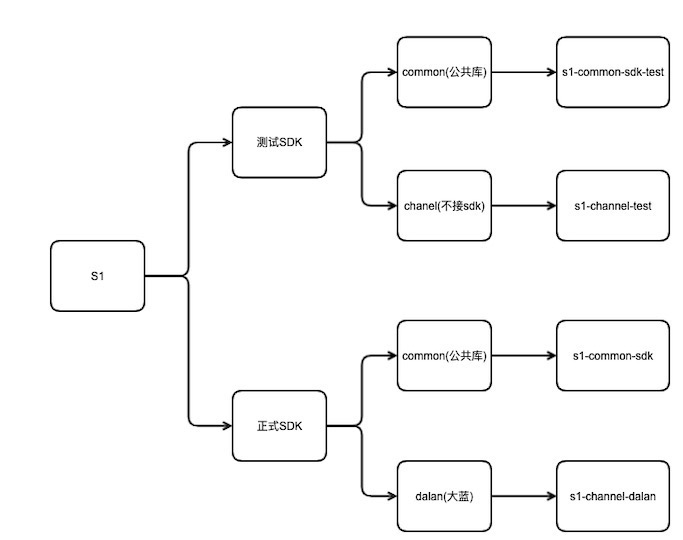 common(公共库)
s1-common-sdk-test
测试SDK
chanel(不接sdk)
s1-channel-test
S1
common(公共库)
s1-common-sdk
正式SDK
dalan(大蓝)
s1-channel-dalan